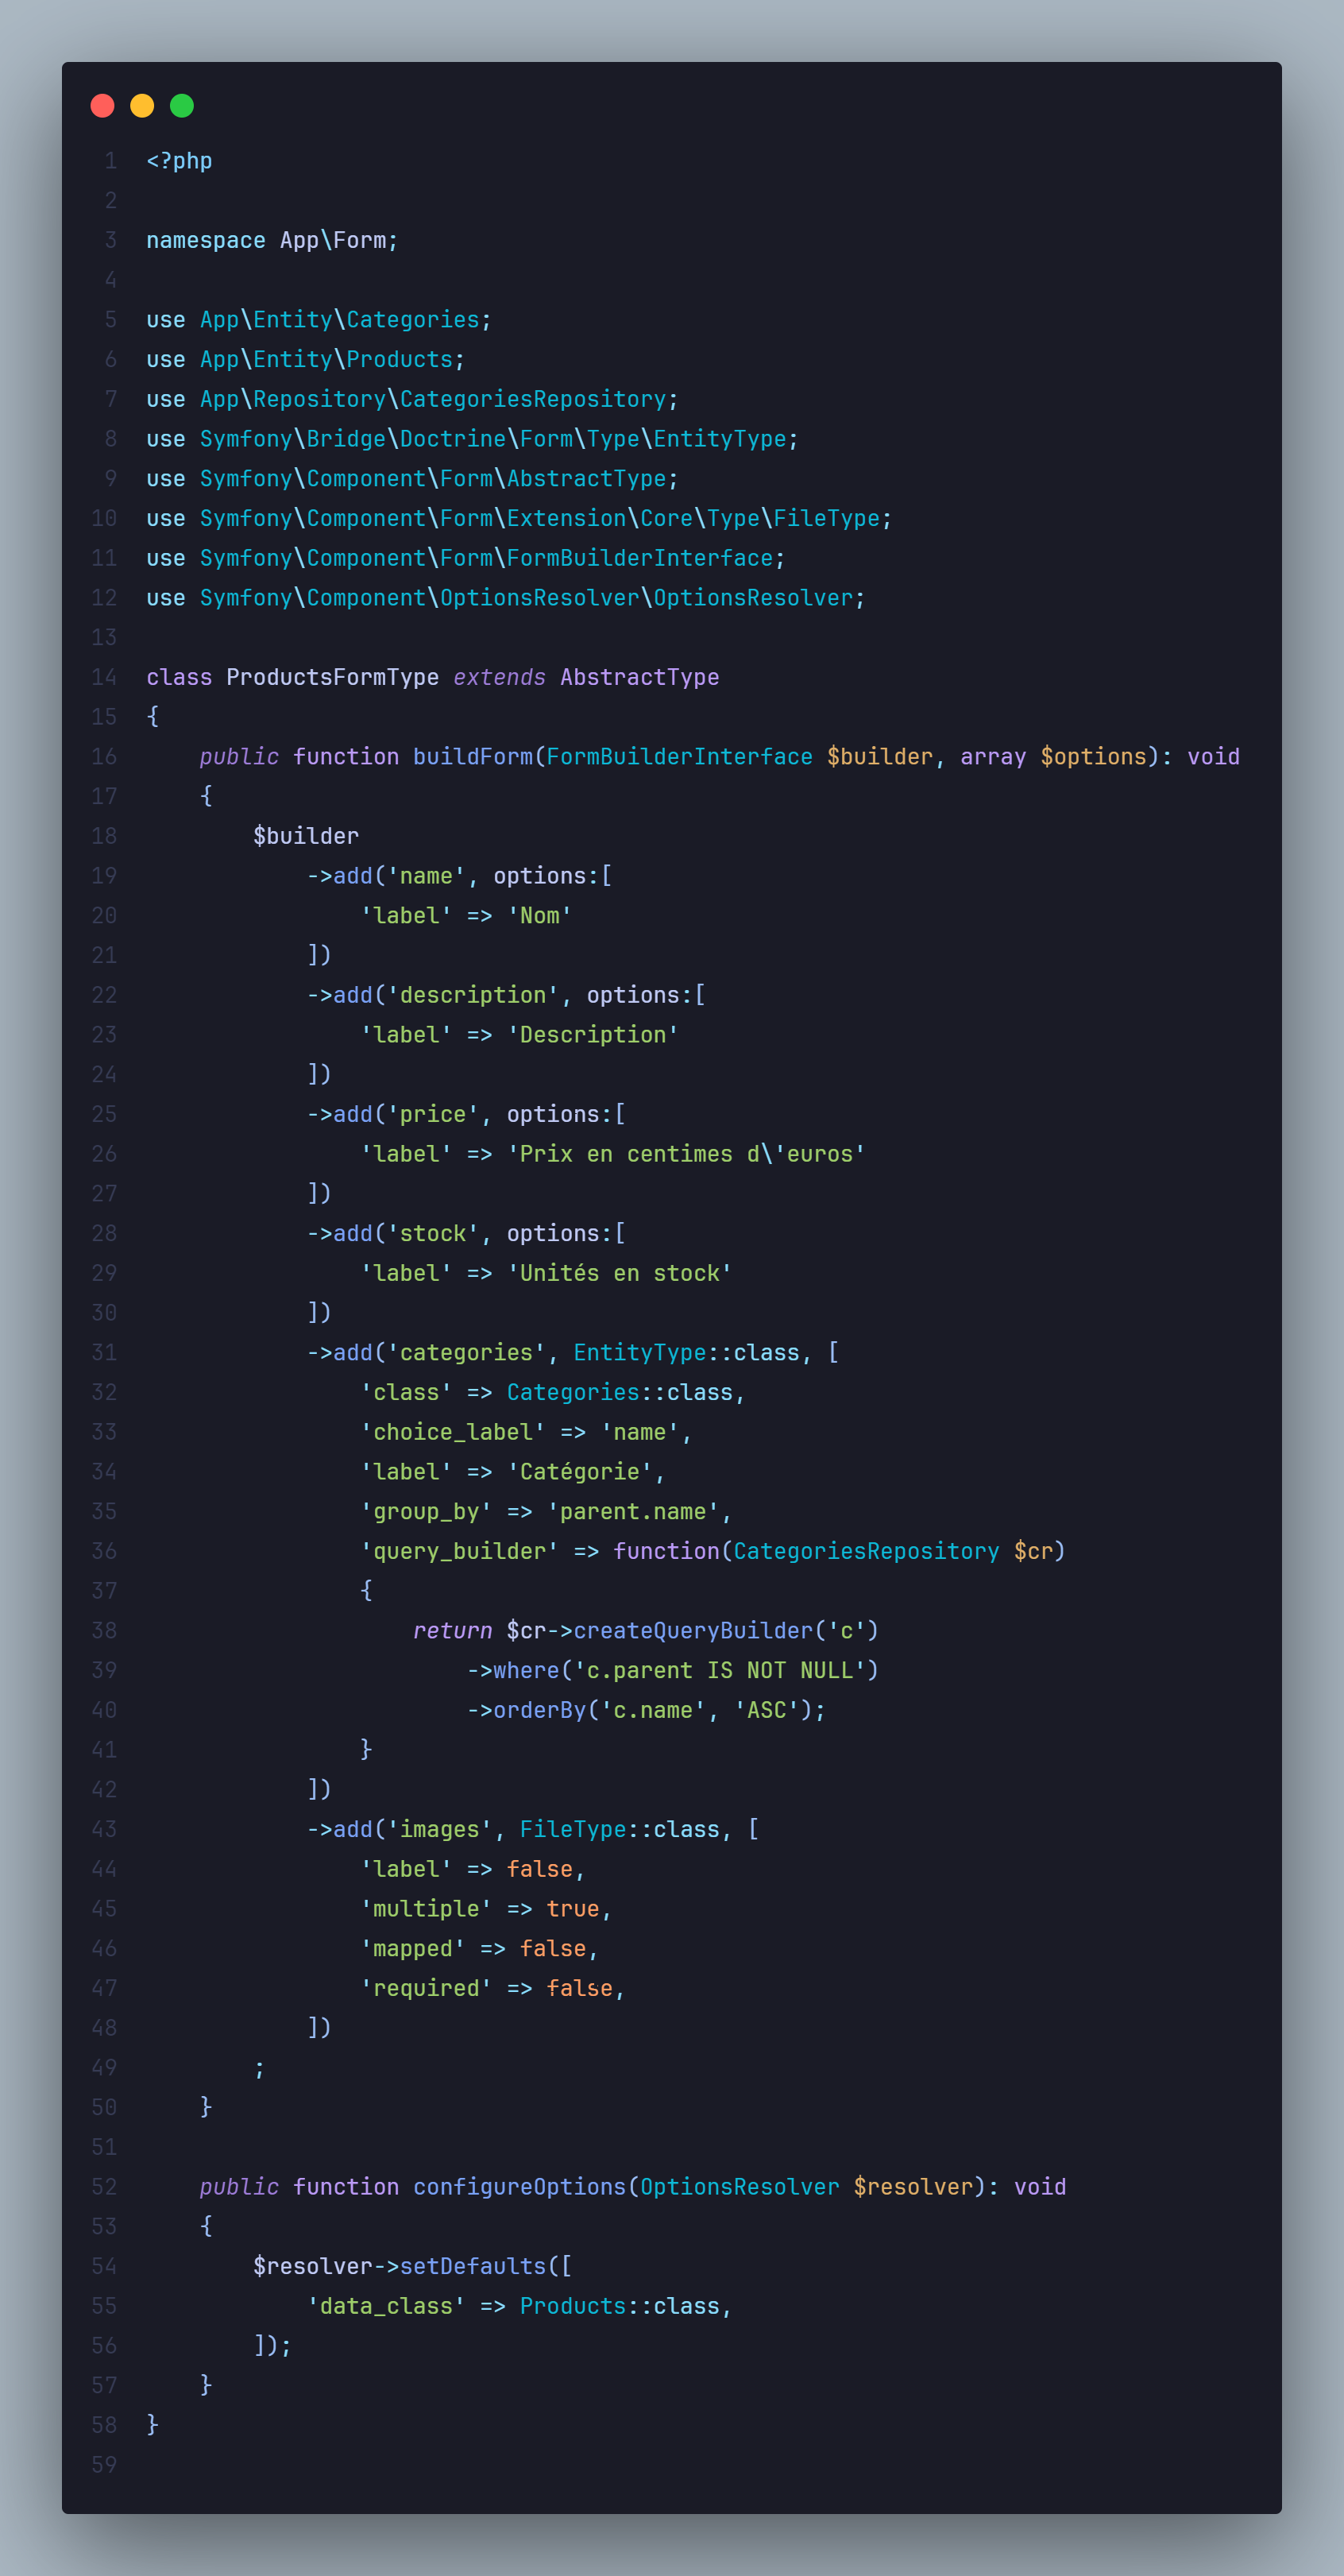 1 <?php
2
3 namespace App\Form;
4
5 use App\Entity\Categories;
6 use App\Entity\Products;
7 use App\Repository\CategoriesRepository;
8 use Symfony\Bridge\Doctrine\Form\Type\EntityType;
9 use Symfony\Component\Form\AbstractType;
10 use Symfony\Component\Form\Extension\Core\Type\FileType;
11 use Symfony\Component\Form\FormBuilderInterface;
12 use Symfony\Component\OptionsResolver\OptionsResolver;
13
14 class ProductsFormType extends AbstractType
15 {
16     public function buildForm(FormBuilderInterface $builder, array $options): void
17     {
18         $builder
19             ->add('name', options:[
20                 'label' => 'Nom'
21             ])
22             ->add('description', options:[
23                 'label' => 'Description'
24             ])
25             ->add('price', options:[
26                 'label' => 'Prix en centimes d\'euros'
27             ])
28             ->add('stock', options:[
29                 'label' => 'Unités en stock'
30             ])
31             ->add('categories', EntityType::class, [
32                 'class' => Categories::class,
33                 'choice_label' => 'name',
34                 'label' => 'Catégorie',
35                 'group_by' => 'parent.name',
36                 'query_builder' => function(CategoriesRepository $cr)
37                 {
38                     return $cr->createQueryBuilder('c')
39                         ->where('c.parent IS NOT NULL')
40                         ->orderBy('c.name', 'ASC');
41                 }
42             ])
43             ->add('images', FileType::class, [
44                 'label' => false,
45                 'multiple' => true,
46                 'mapped' => false,
47                 'required' => false,
48             ])
49         ;
50     }
51
52     public function configureOptions(OptionsResolver $resolver): void
53     {
54         $resolver->setDefaults([
55             'data_class' => Products::class,
56         ]);
57     }
58 }
59